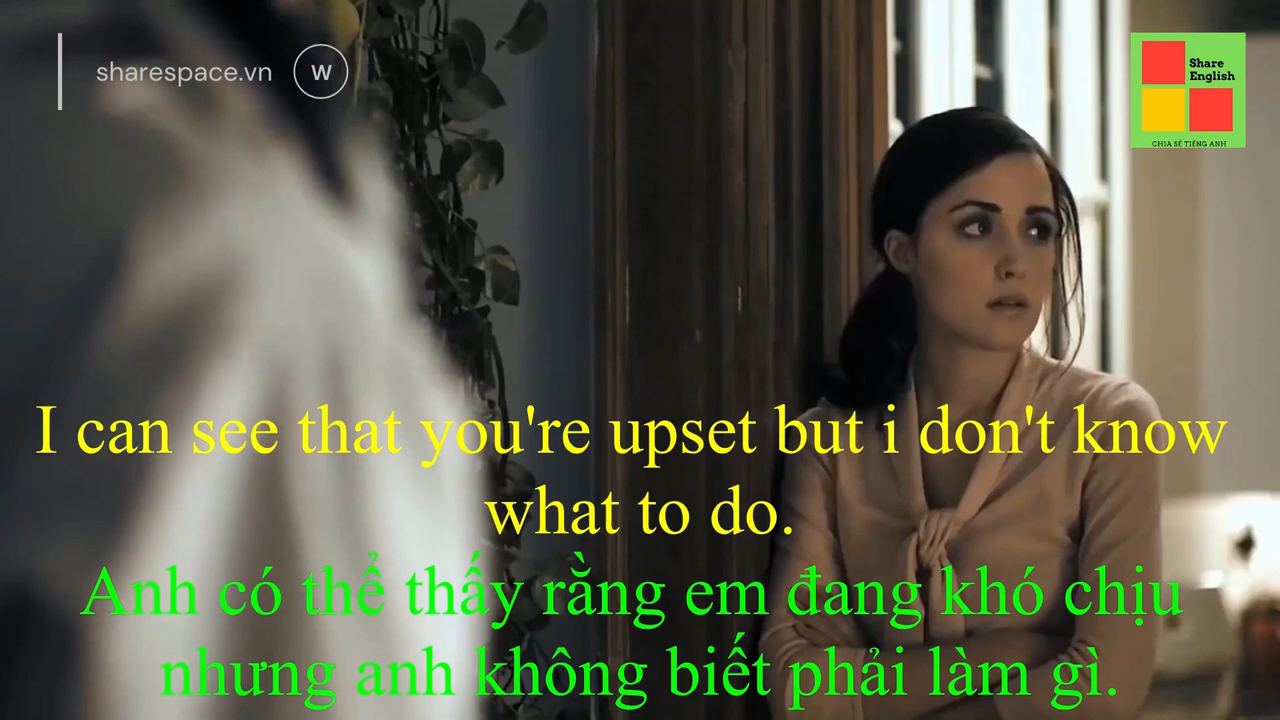 sharespace.vn W
Share
English
CHIA SẺ TIẾNG ANH
I can see that you're upset but i don't know
what to do.
Anh có thể thấy rằng em đang khó chịu
nhưng anh không biết phải làm gì.